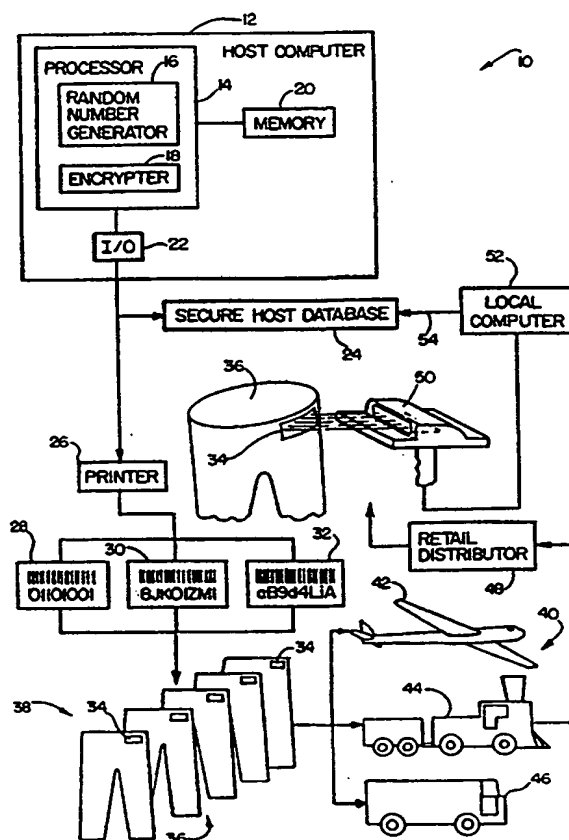 12
HOST COMPUTER
10
PROCESSOR
16
14
RANDOM
NUMBER
GENERATOR
20
MEMORY
18
ENCRYPTER
I/O
22
52
LOCAL
COMPUTER
SECURE HOST DATABASE
54
24
36
50
34
26
PRINTER
28
30
32
01101001
8JK01ZM1
aB9d4LiA
RETAIL
DISTRIBUTOR
48
42
40
34
44
38
34
46
36